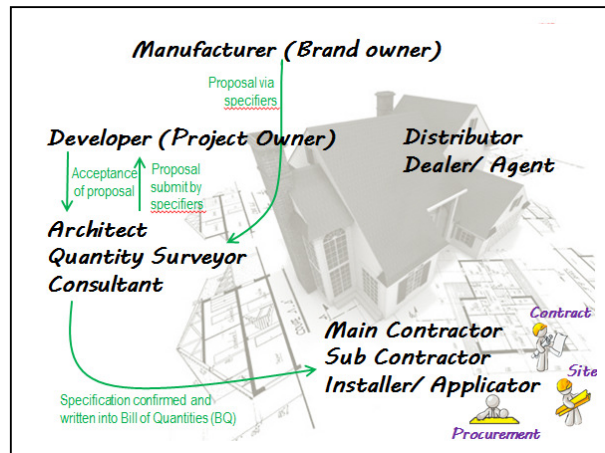 Manufacturer (Brand owner)
Proposal via
specifiers
Developer (Project Owner)
Distributor
Dealer/ Agent
Acceptance
of proposal
Proposal
submit by
specifiers
Architect
Quantity Surveyor
Consultant
Contract
Main Contractor
Sub Contractor
Installer/ Applicator
Site
Specification confirmed and
written into Bill of Quantities (BQ)
Procurement